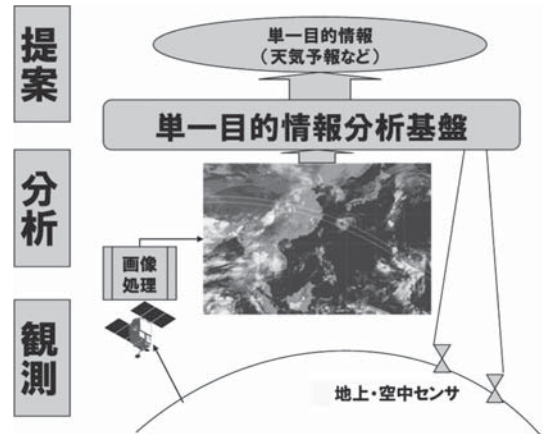 提案
単一目的情報
（天気予報など）
単一目的情報分析基盤
分析
画像
処理
観測
地上・空中センサ